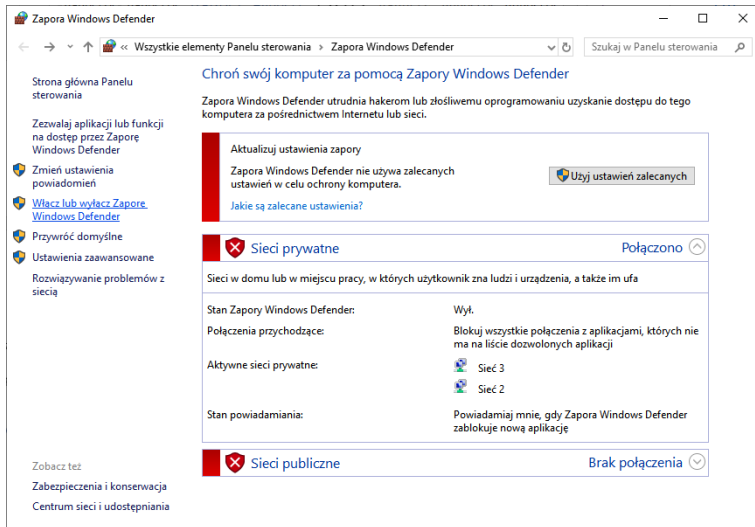 Zapora Windows Defender
« Wszystkie elementy Panelu sterowania › Zapora Windows Defender
Szukaj w Panelu sterowania
Strona główna Panelu
sterowania
Zezwalaj aplikacji lub funkcji
na dostęp przez Zaporę
Windows Defender
Zmień ustawienia
powiadomień
Włącz lub wyłącz Zaporę
Windows Defender
Przywróć domyślne
Ustawienia zaawansowane
Rozwiązywanie problemów z
siecią
Zobacz też
Zabezpieczenia i konserwacja
Centrum sieci i udostępniania
Chroń swój komputer za pomocą Zapory Windows Defender
Zapora Windows Defender utrudnia hakerom lub złośliwemu oprogramowaniu uzyskanie dostępu do tego
komputera za pośrednictwem Internetu lub sieci.
Aktualizuj ustawienia zapory
Zapora Windows Defender nie używa zalecanych
ustawień w celu ochrony komputera.
Użyj ustawień zalecanych
Jakie są zalecane ustawienia?
Sieci prywatne Połączono
Sieci w domu lub w miejscu pracy, w których użytkownik zna ludzi i urządzenia, a także im ufa
Stan Zapory Windows Defender: Wył.
Połączenia przychodzące: Blokuj wszystkie połączenia z aplikacjami, których nie
ma na liście dozwolonych aplikacji
Aktywne sieci prywatne: Sieć 3
Sieć 2
Stan powiadamiania: Powiadamiaj mnie, gdy Zapora Windows Defender
zablokuje nową aplikację
Sieci publiczne Brak połączenia